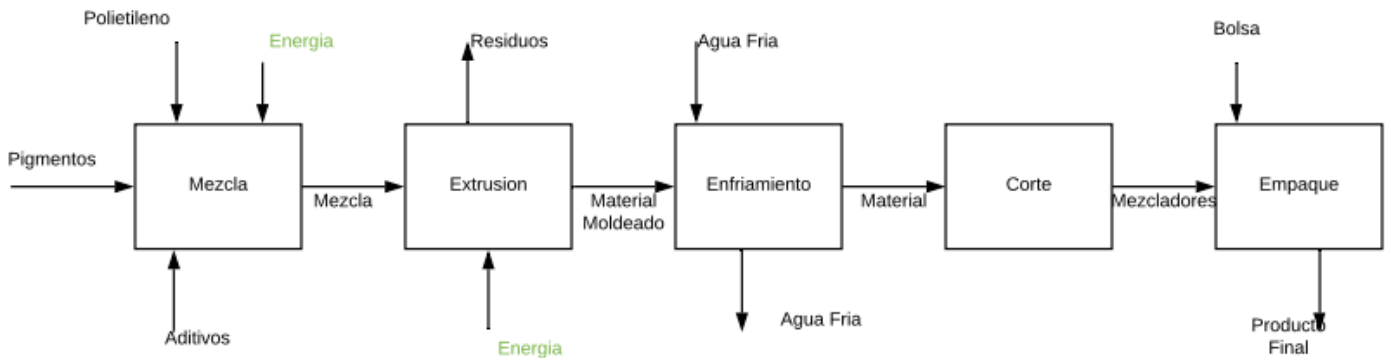 Polietileno
Energia
Residuos
Agua Fria
Bolsa
Pigmentos
Mezcla
Extrusion
Enfriamiento
Corte
Empaque
Mezcla
Material
Moldeado
Material
Mezcladores
Aditivos
Energia
Agua Fria
Producto
Final